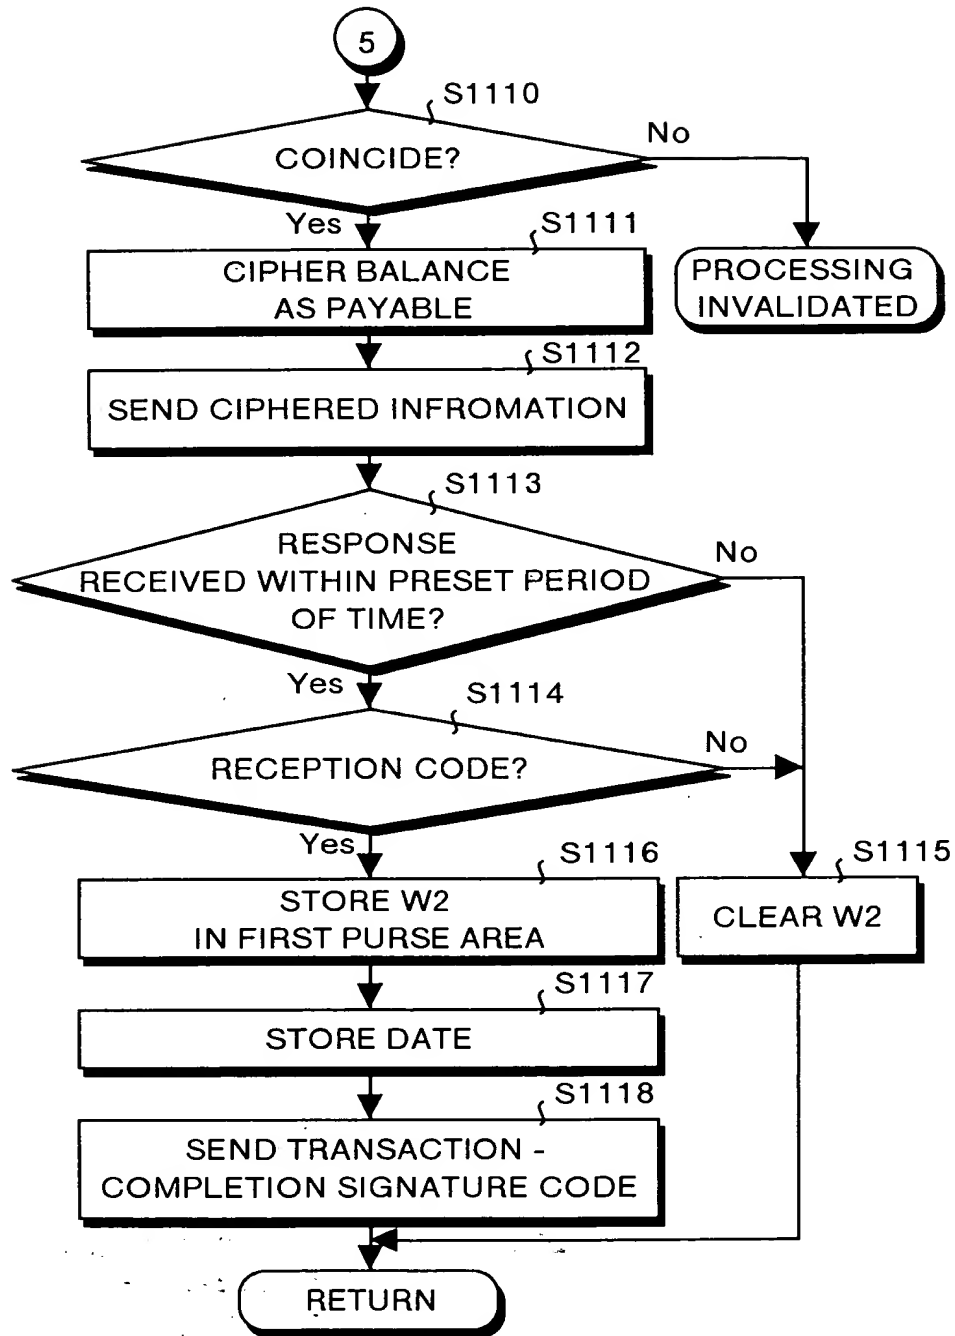 5
S1110
COINCIDE?
No
Yes
S1111
CIPHER BALANCE
AS PAYABLE
PROCESSING
INVALIDATED
S1112
SEND CIPHERED INFROMATION
S1113
RESPONSE
RECEIVED WITHIN PRESET PERIOD
OF TIME?
No
Yes
S1114
RECEPTION CODE?
No
Yes
S1116
STORE W2
IN FIRST PURSE AREA
S1115
CLEAR W2
S1117
STORE DATE
S1118
SEND TRANSACTION -
COMPLETION SIGNATURE CODE
RETURN